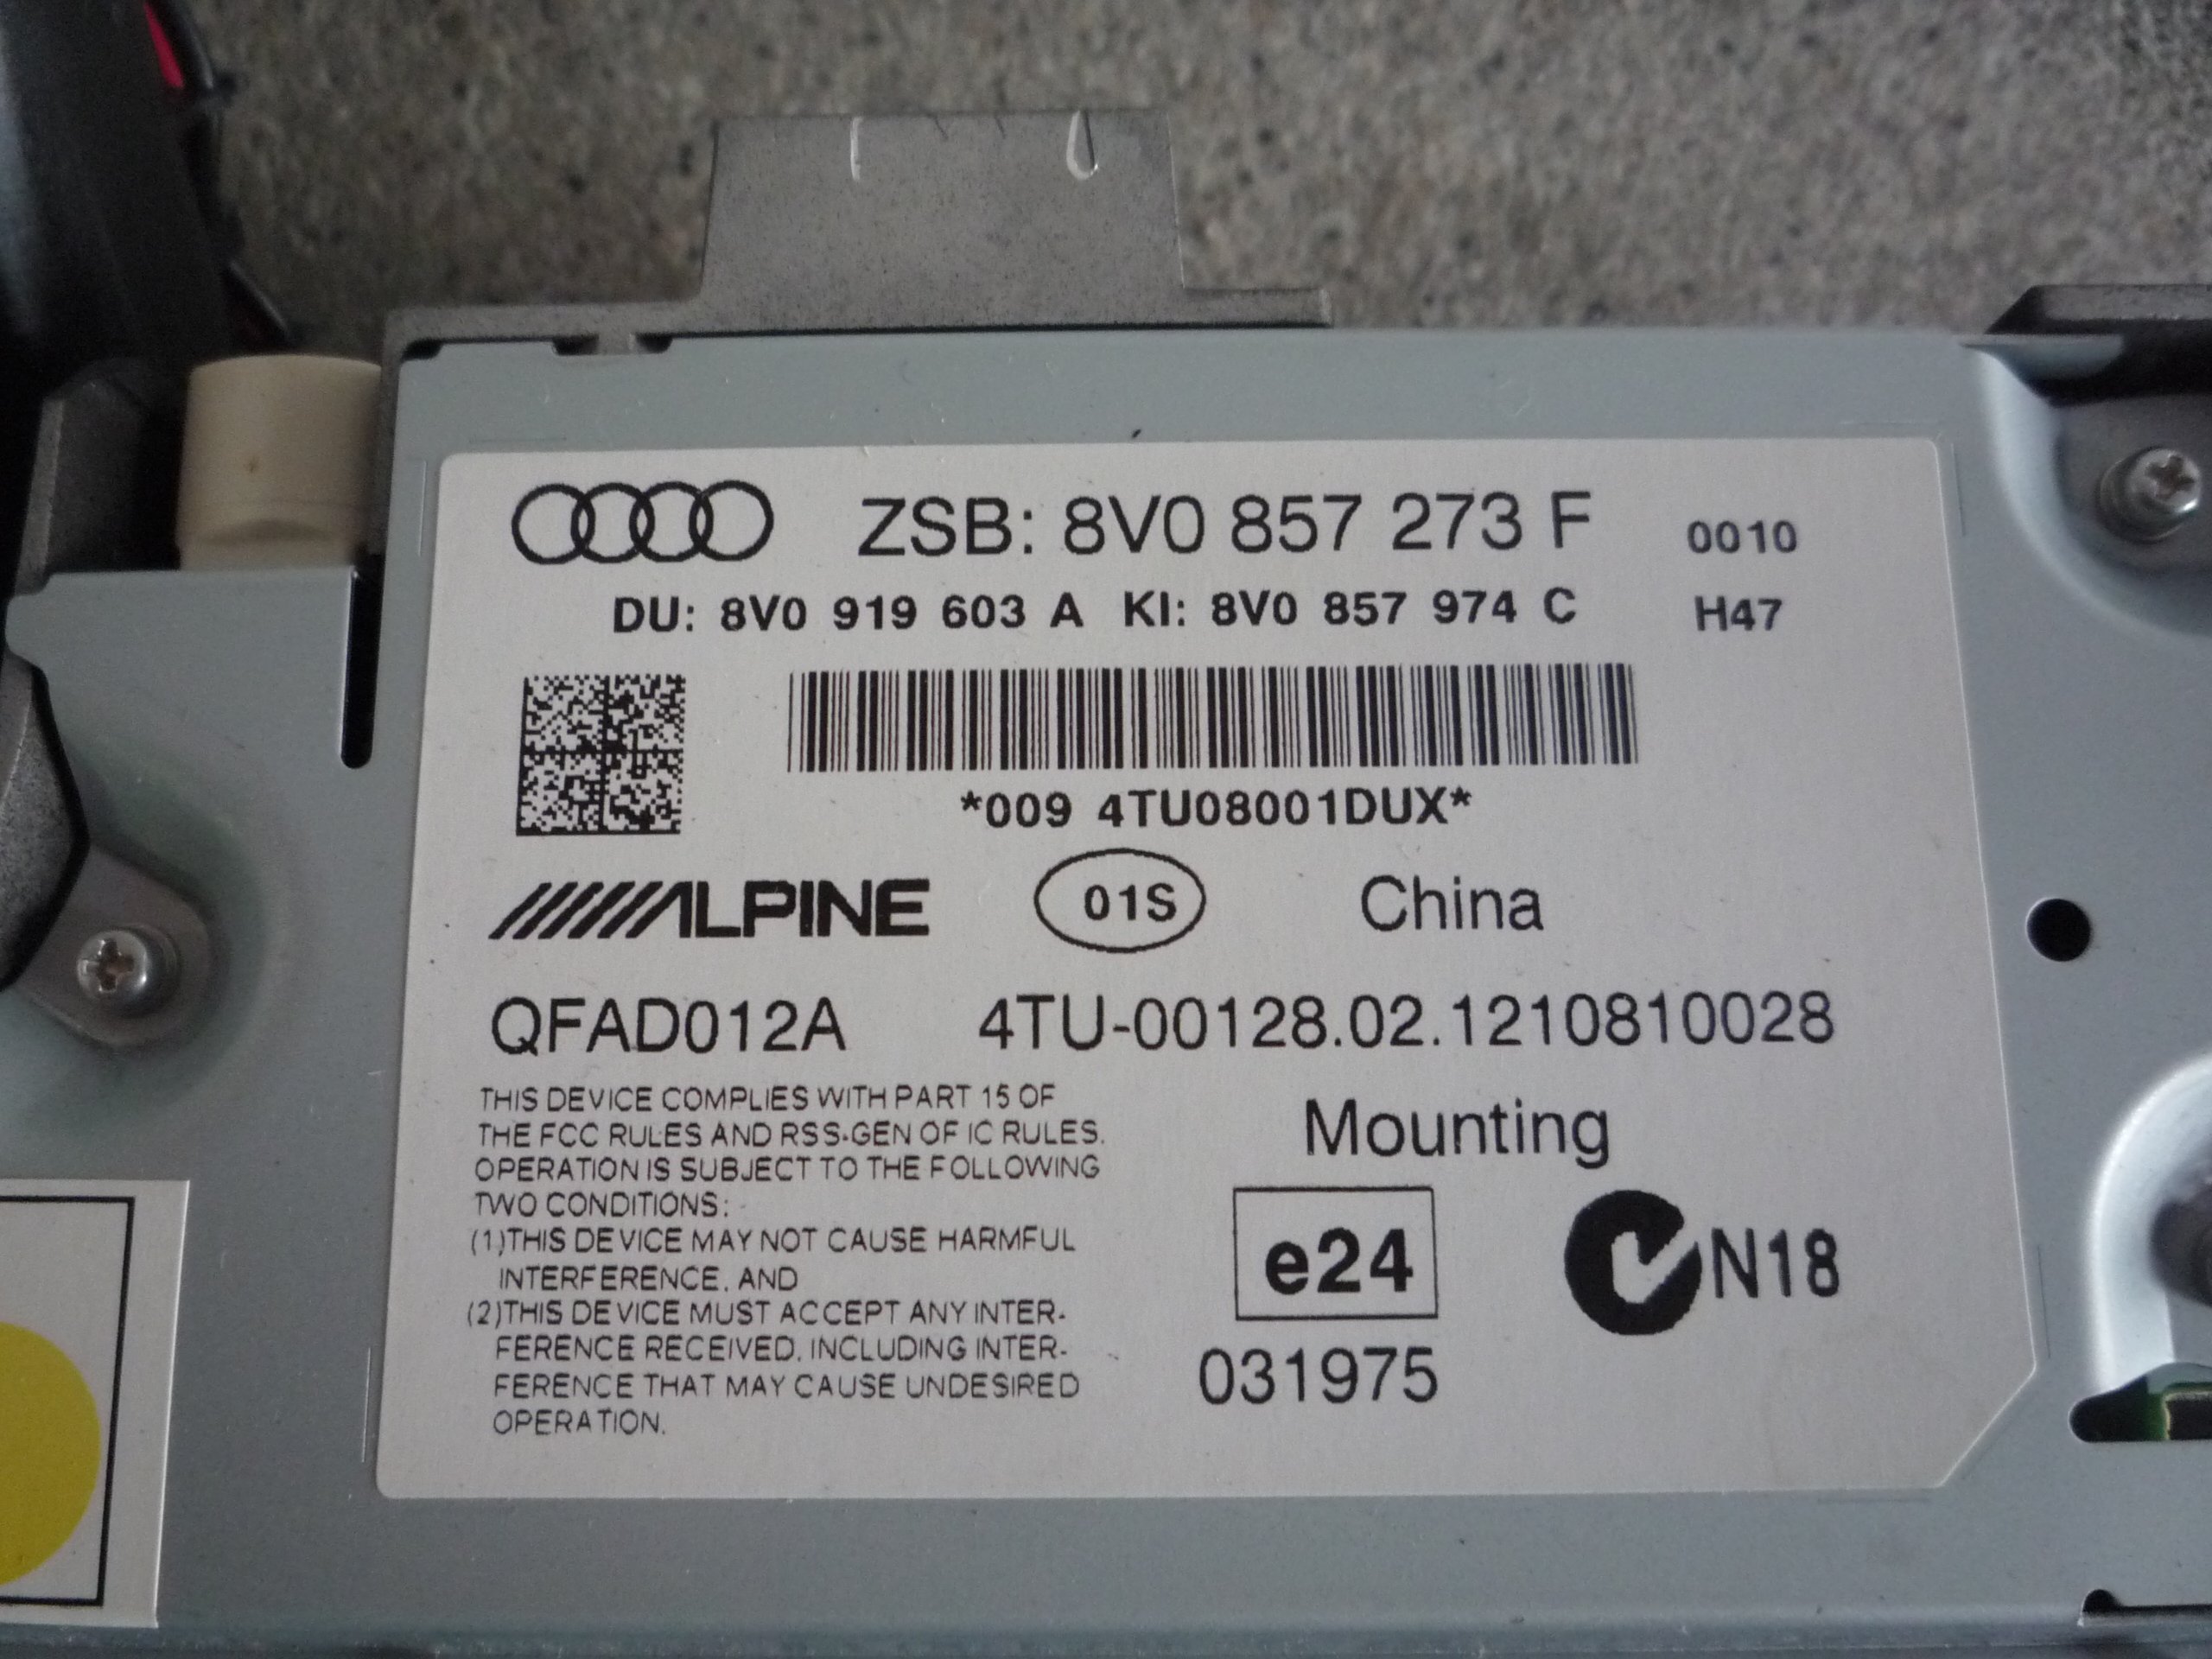 ZSB: 8V0 857 273 F 0010
DU: 8V0 919 603 A KI: 8V0 857 974 C H47
*009 4TU08001DUX*
ALPINE 01S China
QFAD012A 4TU-00128.02.1210810028
THIS DEVICE COMPLIES WITH PART 15 OF
THE FCC RULES AND RSS-GEN OF IC RULES.
OPERATION IS SUBJECT TO THE FOLLOWING
TWO CONDITIONS:
(1)THIS DEVICE MAY NOT CAUSE HARMFUL
INTERFERENCE, AND
(2)THIS DEVICE MUST ACCEPT ANY INTER-
FERENCE RECEIVED, INCLUDING INTER-
FERENCE THAT MAY CAUSE UNDESIRED
OPERATION.
Mounting
e24 N18
031975